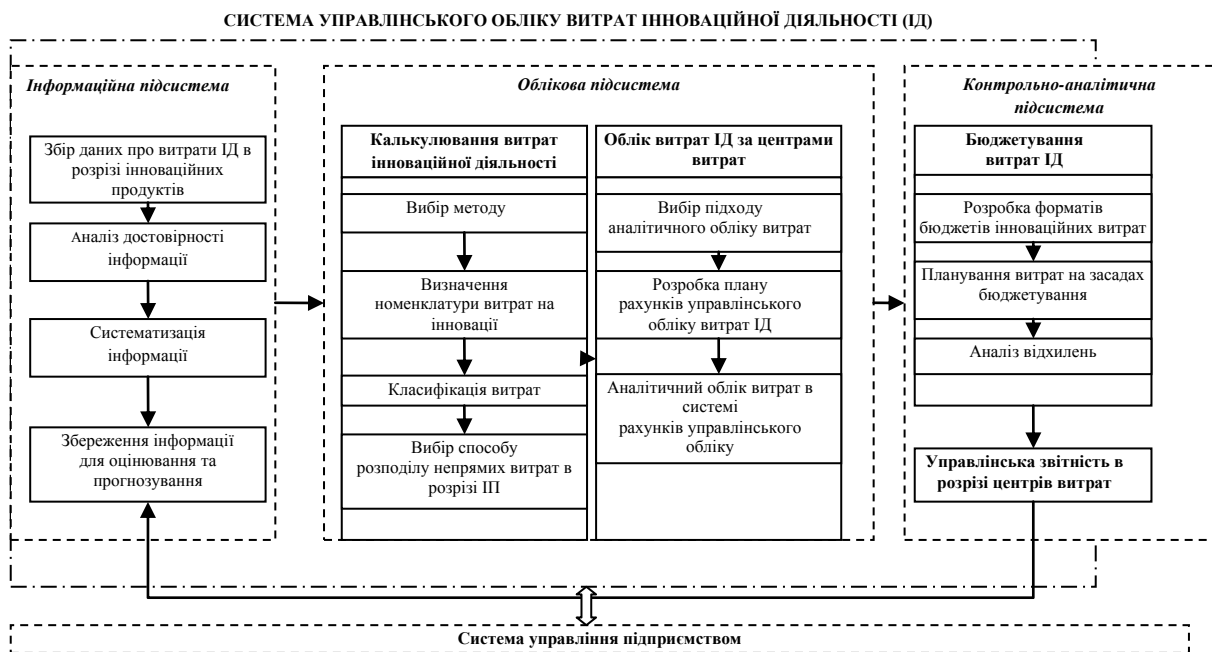 СИСТЕМА УПРАВЛІНСЬКОГО ОБЛІКУ ВИТРАТ ІННОВАЦІЙНОЇ ДІЯЛЬНОСТІ (ІД)
Інформаційна підсистема
Збір даних про витрати ІД в
розрізі інноваційних
продуктів
Аналіз достовірності
інформації
Систематизація
інформації
Збереження інформації
для оцінювання та
прогнозування
Облікова підсистема
Калькулювання витрат
інноваційної діяльності
Вибір методу
Визначення
номенклатури витрат на
інновації
Класифікація витрат
Вибір способу
розподілу непрямих витрат в
розрізі ІП
Облік витрат ІД за центрами
витрат
Вибір підходу
аналітичного обліку витрат
Розробка плану
рахунків управлінського
обліку витрат ІД
Аналітичний облік витрат в
системі
рахунків управлінського
обліку
Контрольно-аналітична
підсистема
Бюджетування
витрат ІД
Розробка форматів
бюджетів інноваційних витрат
Планування витрат на засадах
бюджетування
Аналіз відхилень
Управлінська звітність в
розрізі центрів витрат
Система управління підприємством